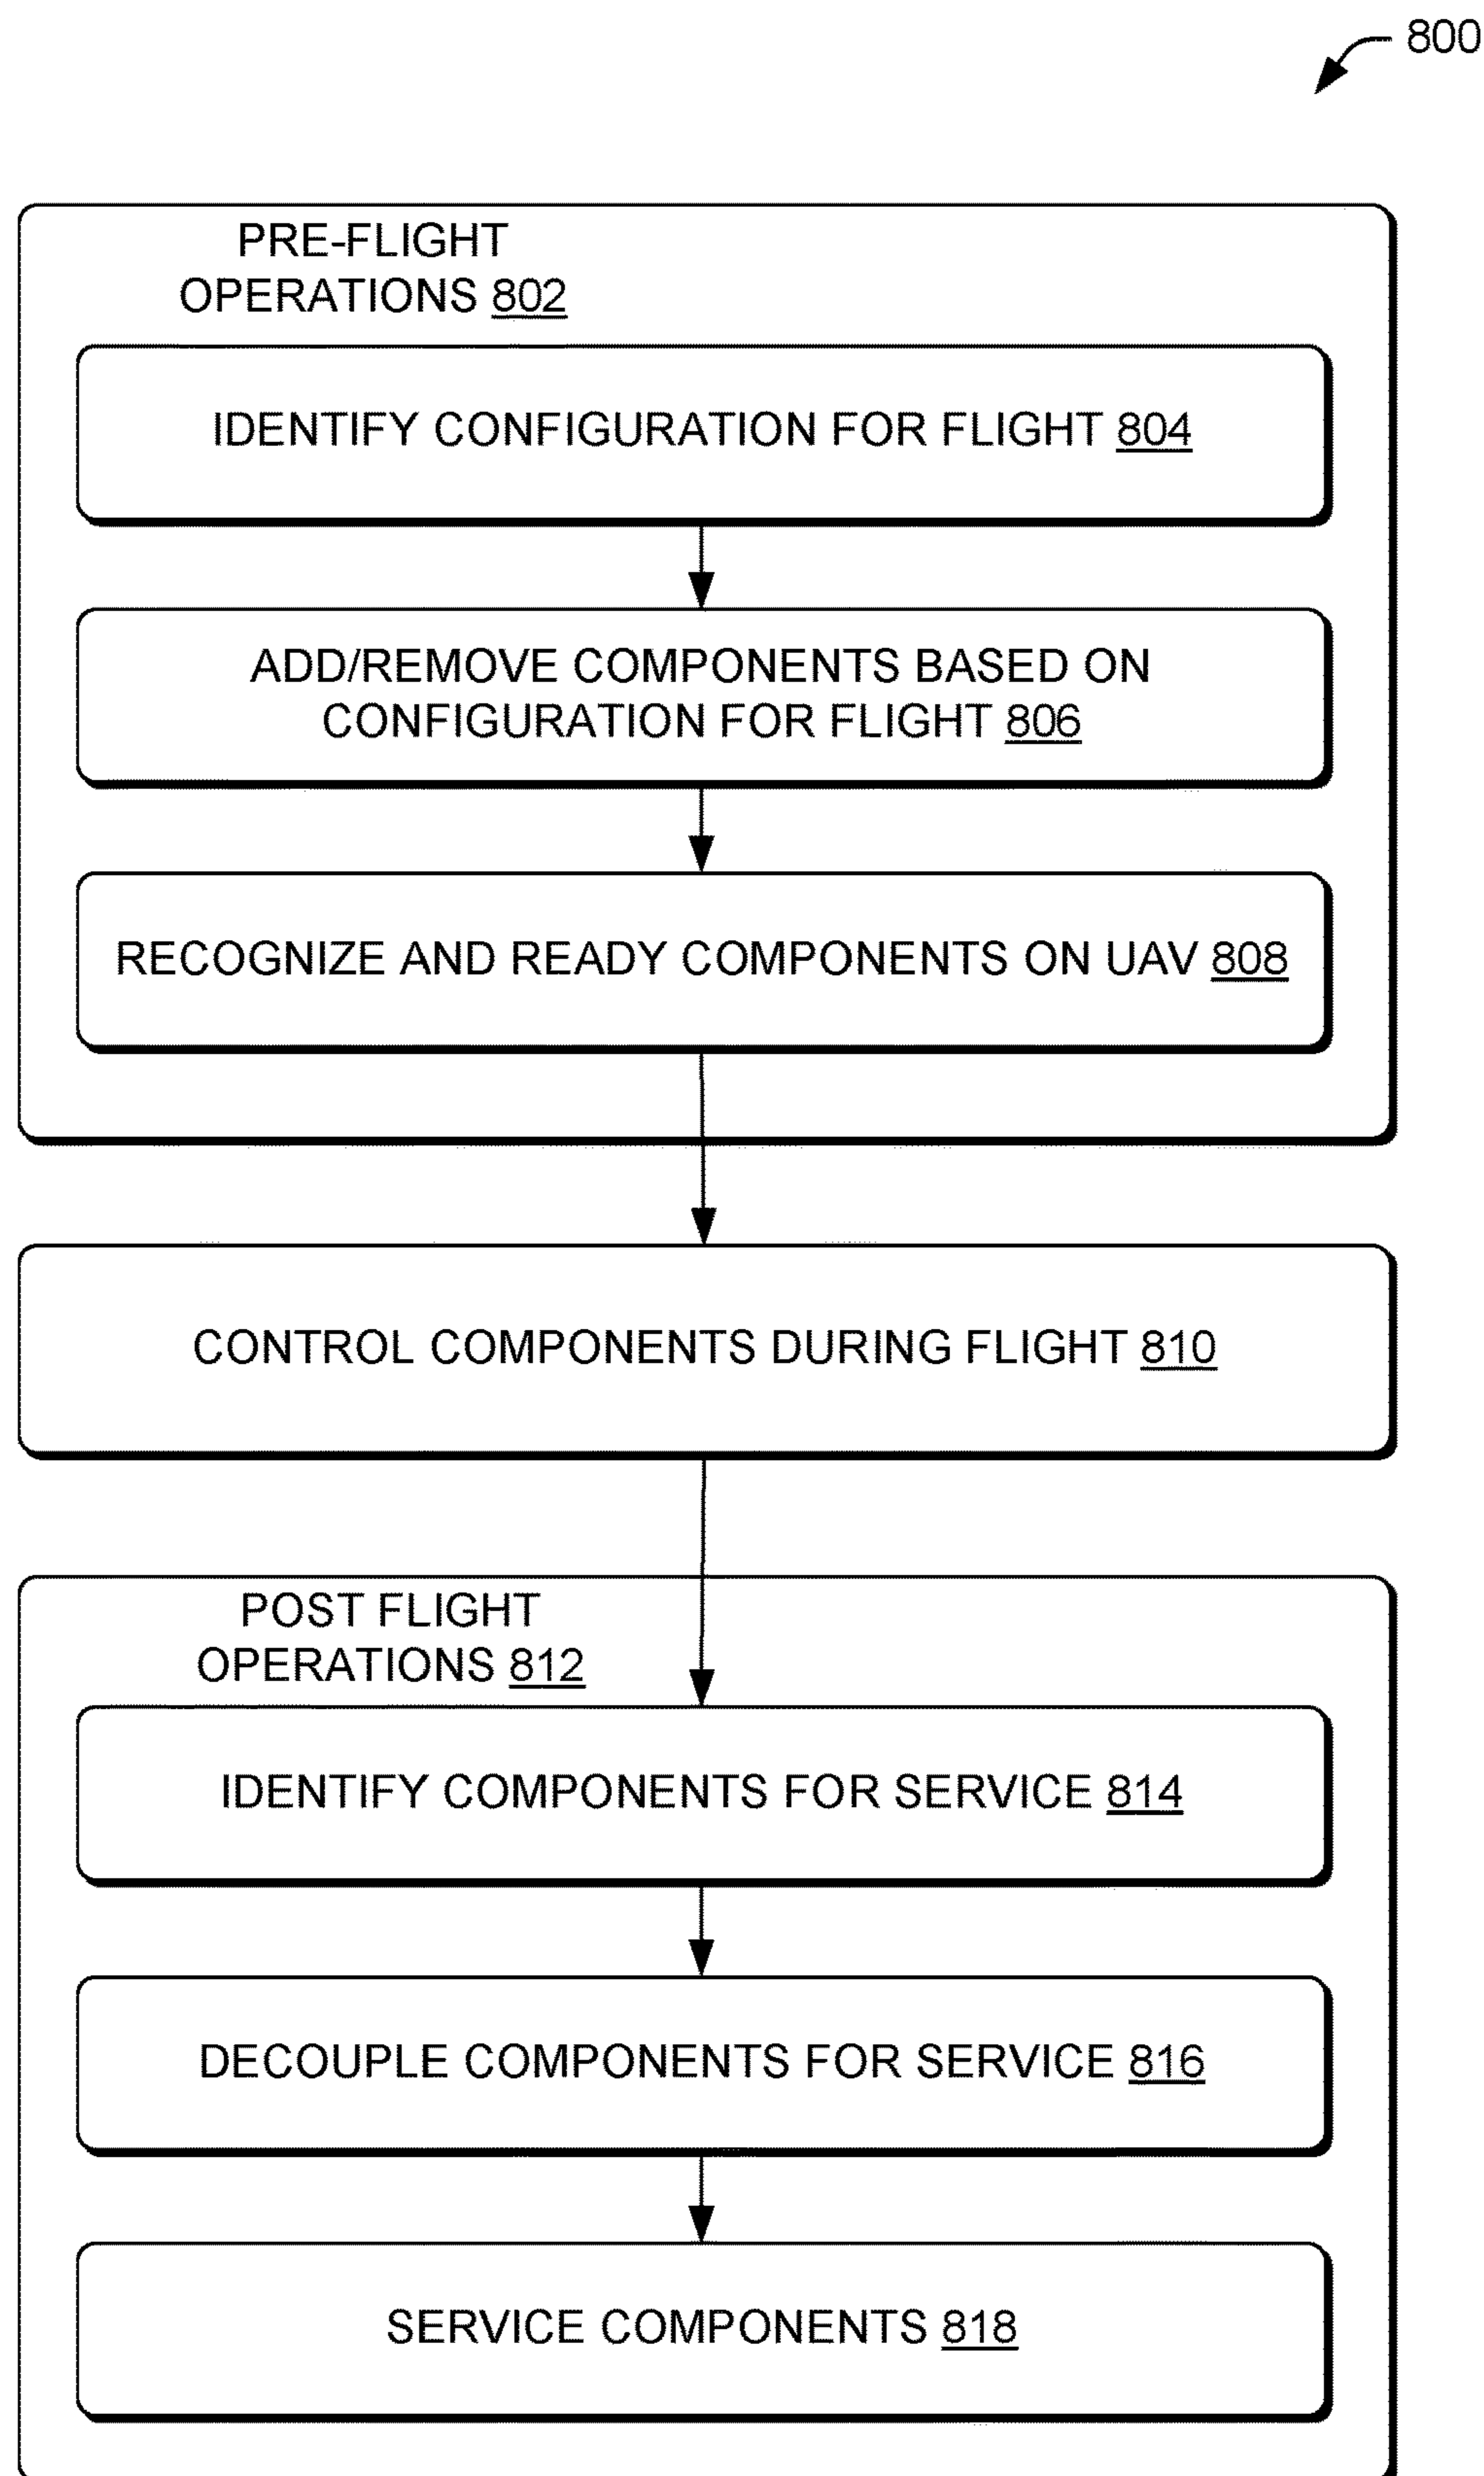 800
PRE-FLIGHT
OPERATIONS 802
IDENTIFY CONFIGURATION FOR FLIGHT 804
ADD/REMOVE COMPONENTS BASED ON
CONFIGURATION FOR FLIGHT 806
RECOGNIZE AND READY COMPONENTS ON UAV 808
CONTROL COMPONENTS DURING FLIGHT 810
POST FLIGHT
OPERATIONS 812
IDENTIFY COMPONENTS FOR SERVICE 814
DECOUPLE COMPONENTS FOR SERVICE 816
SERVICE COMPONENTS 818